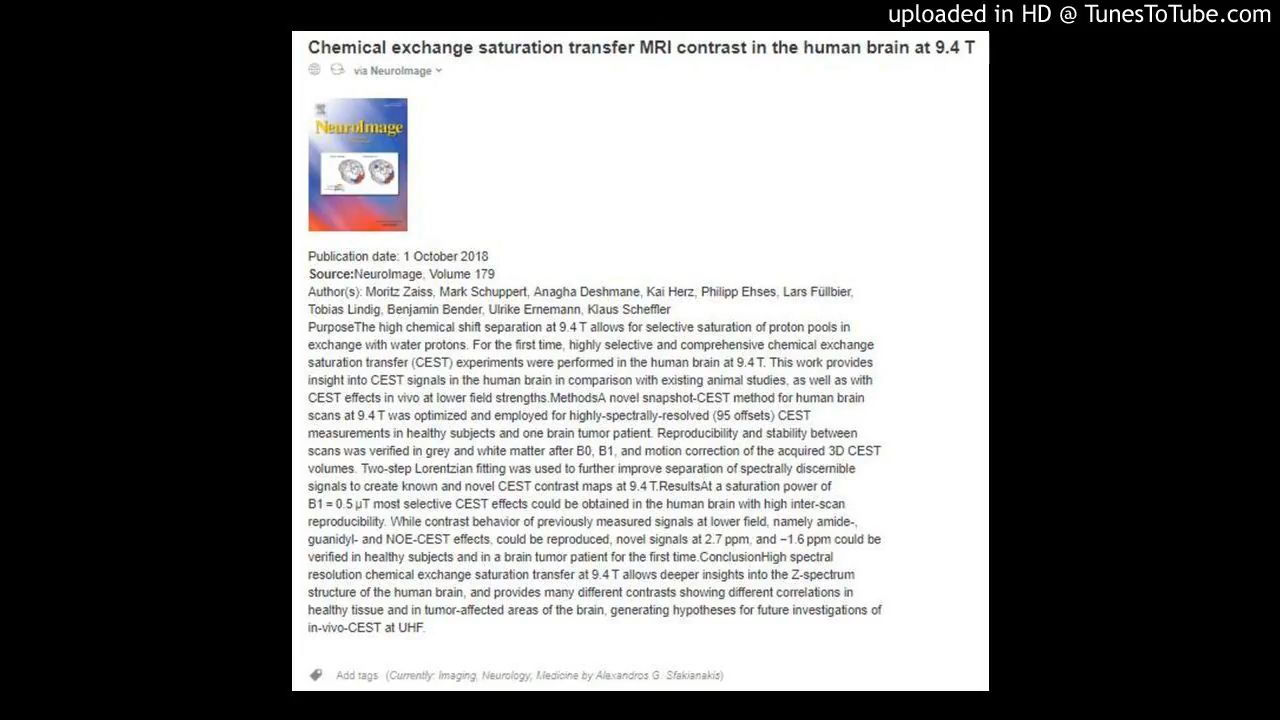 uploaded in HD @ TunesToTube.com
Chemical exchange saturation transfer MRI contrast in the human brain at 9.4 T
via NeuroImage
NeuroImage
Publication date: 1 October 2018
Source:NeuroImage, Volume 179
Author(s): Moritz Zaiss, Mark Schuppert, Anagha Deshmane, Kai Herz, Philipp Ehses, Lars Füllbier,
Tobias Lindig, Benjamin Bender, Ulrike Ernemann, Klaus Scheffler
PurposeThe high chemical shift separation at 9.4 T allows for selective saturation of proton pools in
exchange with water protons. For the first time, highly selective and comprehensive chemical exchange
saturation transfer (CEST) experiments were performed in the human brain at 9.4 T. This work provides
insight into CEST signals in the human brain in comparison with existing animal studies, as well as with
CEST effects in vivo at lower field strengths.MethodsA novel snapshot-CEST method for human brain
scans at 9.4 T was optimized and employed for highly-spectrally-resolved (95 offsets) CEST
measurements in healthy subjects and one brain tumor patient. Reproducibility and stability between
scans was verified in grey and white matter after B0, B1, and motion correction of the acquired 3D CEST
volumes. Two-step Lorentzian fitting was used to further improve separation of spectrally discernible
signals to create known and novel CEST contrast maps at 9.4 T.ResultsAt a saturation power of
B1 = 0.5 μT most selective CEST effects could be obtained in the human brain with high inter-scan
reproducibility. While contrast behavior of previously measured signals at lower field, namely amide-,
guanidyl- and NOE-CEST effects, could be reproduced, novel signals at 2.7 ppm, and −1.6 ppm could be
verified in healthy subjects and in a brain tumor patient for the first time.ConclusionHigh spectral
resolution chemical exchange saturation transfer at 9.4 T allows deeper insights into the Z-spectrum
structure of the human brain, and provides many different contrasts showing different correlations in
healthy tissue and in tumor-affected areas of the brain, generating hypotheses for future investigations of
in-vivo-CEST at UHF.
Add tags (Currently: Imaging, Neurology, Medicine by Alexandros G. Sfakianakis)